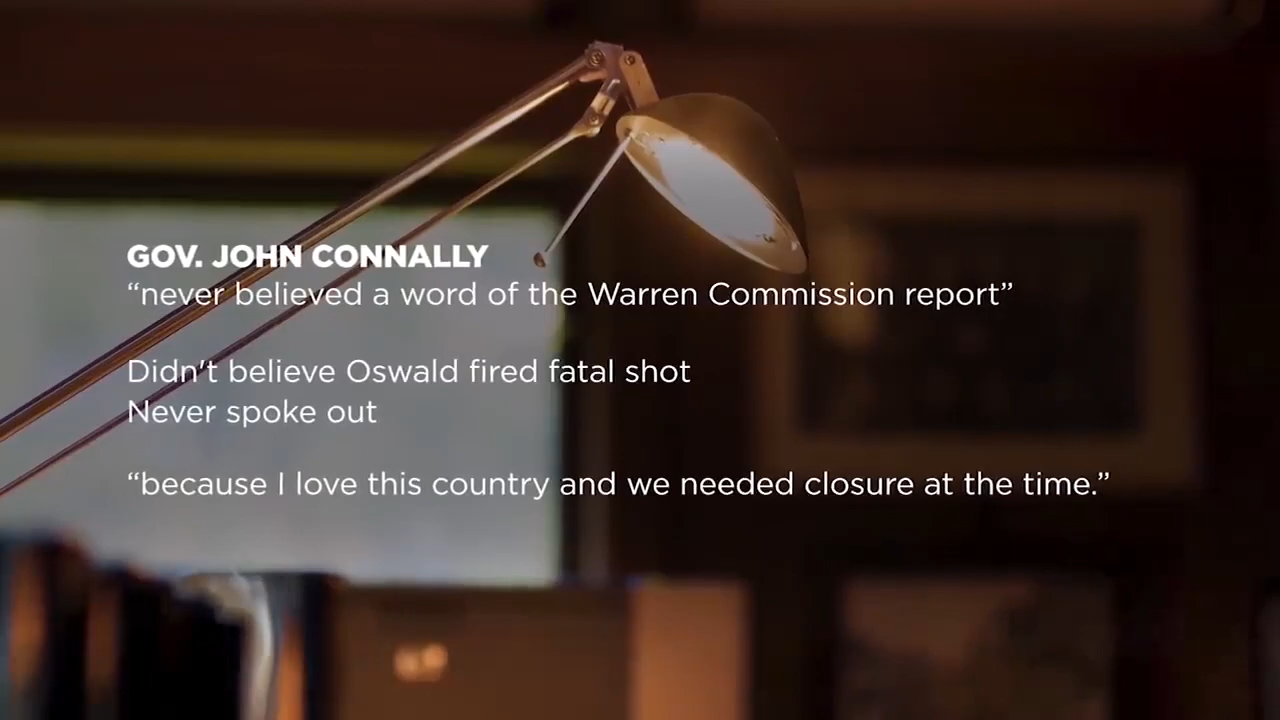 GOV. JOHN CONNALLY
“never believed a word of the Warren Commission report”
Didn't believe Oswald fired fatal shot
Never spoke out
“because I love this country and we needed closure at the time.”